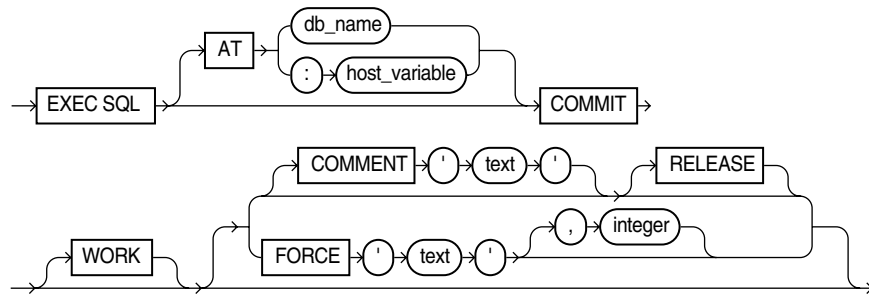 db_name
AT
: host_variable
EXEC SQL COMMIT
COMMENT ' text ' RELEASE
, integer
WORK FORCE ' text '